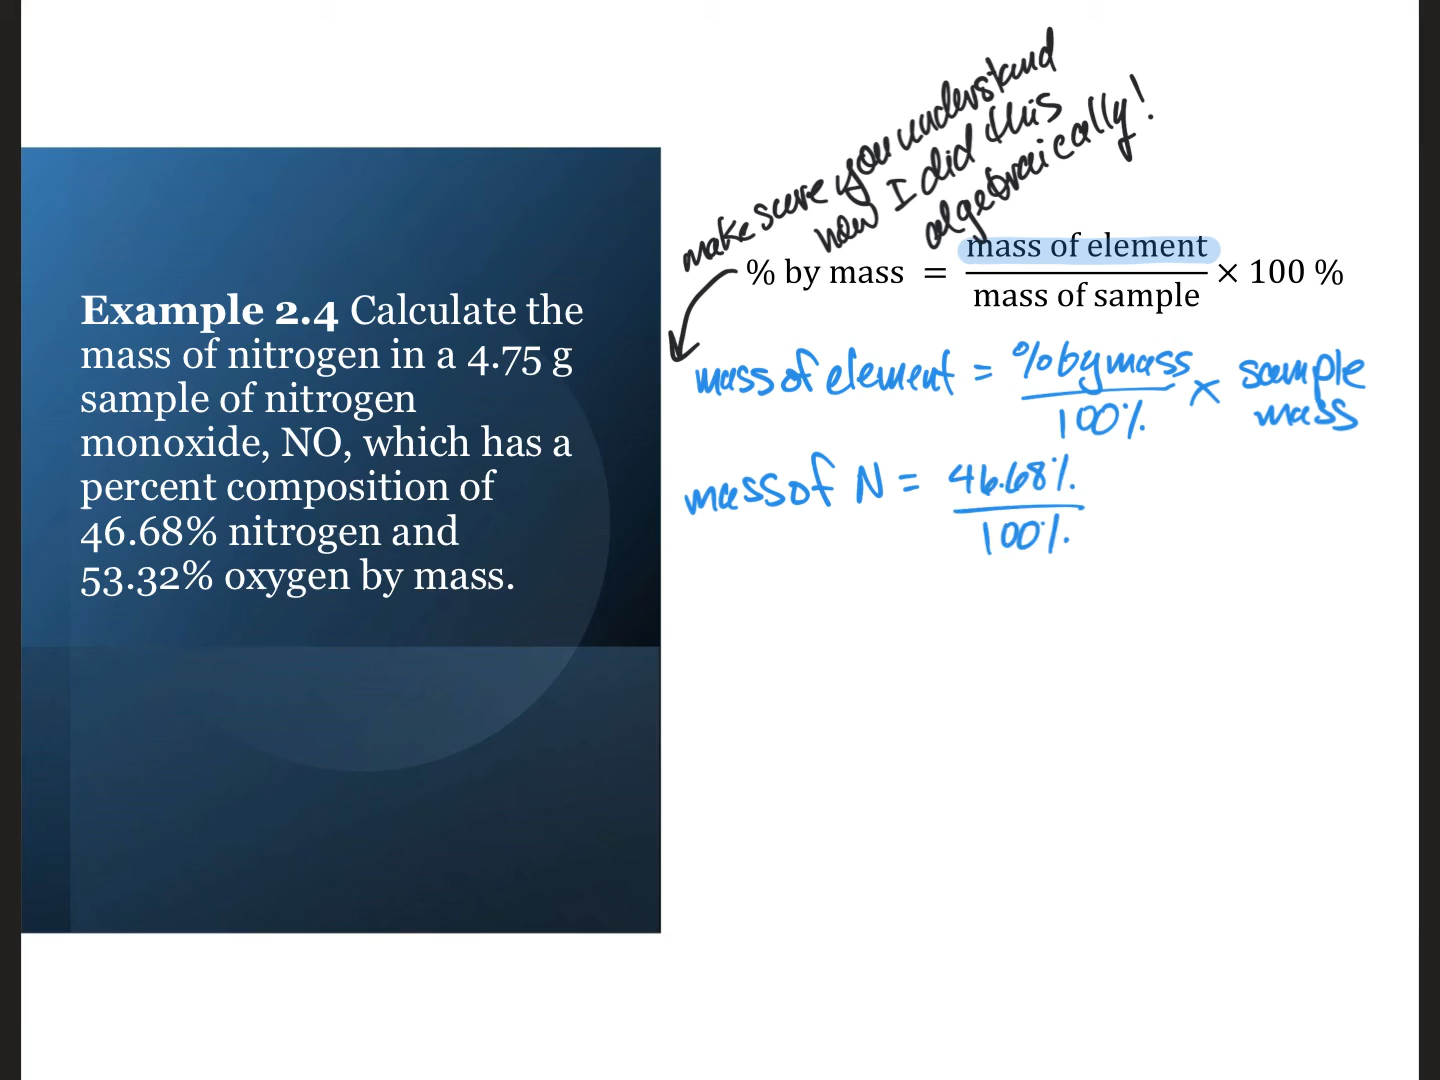 Example 2.4 Calculate the
mass of nitrogen in a 4.75 g
sample of nitrogen
monoxide, NO, which has a
percent composition of
46.68% nitrogen and
53.32% oxygen by mass.
make sure you understand
how I did this
algebraically!
% by mass = mass of element / mass of sample × 100 %
mass of element = % by mass / 100% × sample mass
mass of N = 46.68% / 100%